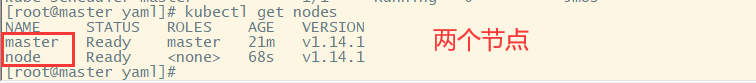 [root@master yaml]# kubectl get nodes
NAME STATUS ROLES AGE VERSION
master Ready master 21m v1.14.1
node Ready <none> 68s v1.14.1
[root@master yaml]#
两个节点